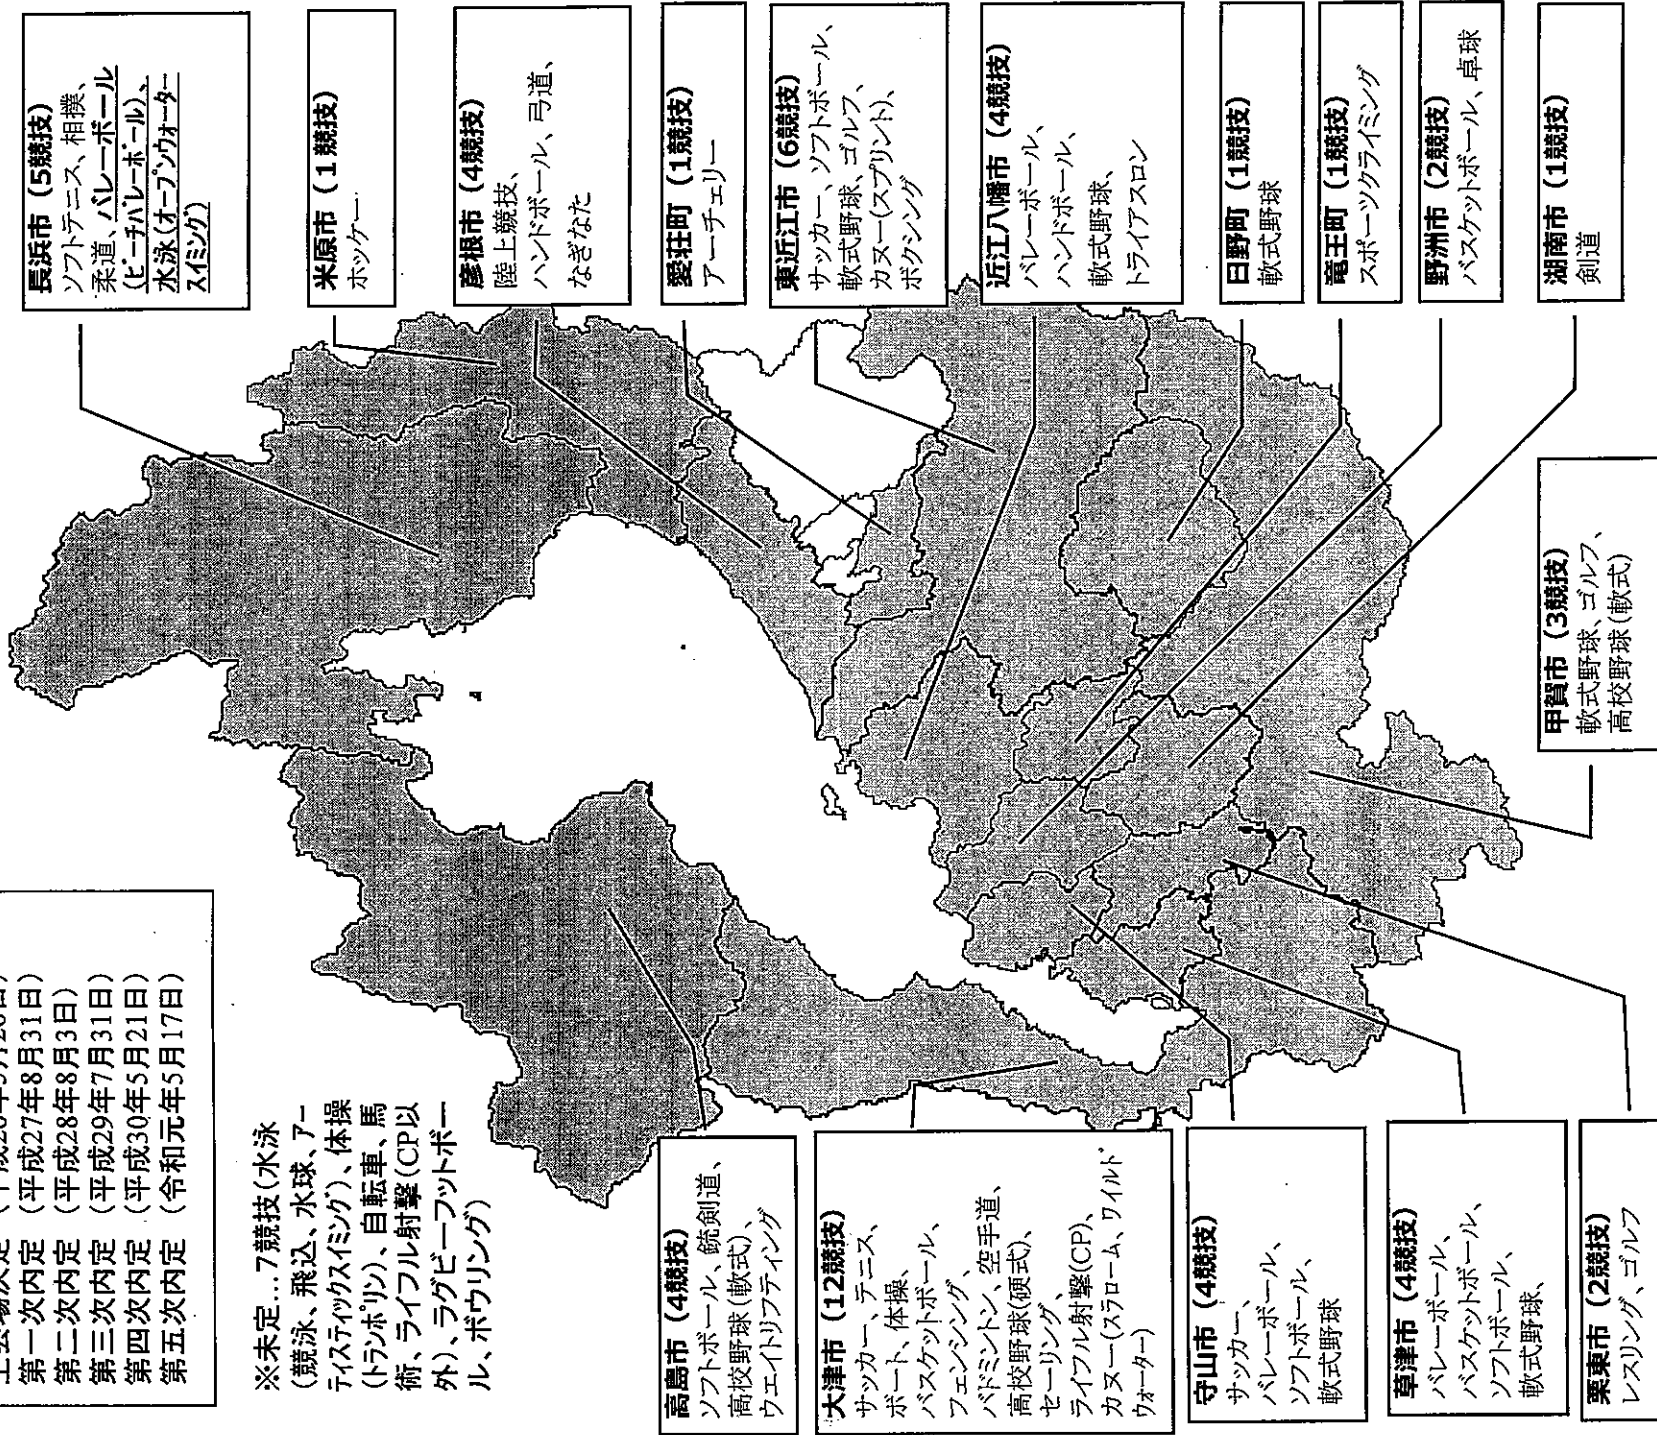 主会場決定
第一次内定 (平成27年8月31日)
第二次内定 (平成28年8月3日)
第三次内定 (平成29年7月31日)
第四次内定 (平成30年5月21日)
第五次内定 (令和元年5月17日)
※未定…7競技(水泳
(競泳、飛込、水球、アー
ティスティックスイミング)、体操
(トランポリン)、自転車、馬
術、ライフル射撃(CP以
外)、ラグビーフットボー
ル、ボウリング)
長浜市 (5競技)
ソフトテニス、相撲、
柔道、バレーボール
(ビーチバレーボール)、
水泳(オープンウォーター
スイミング)
米原市 (1競技)
ホッケー
彦根市 (4競技)
陸上競技、
ハンドボール、弓道、
なぎなた
愛荘町 (1競技)
アーチェリー
東近江市 (6競技)
サッカー、ソフトボール、
軟式野球、ゴルフ、
カヌー(スプリント)、
ボクシング
近江八幡市 (4競技)
バレーボール、
ハンドボール、
軟式野球、
トライアスロン
日野町 (1競技)
軟式野球
竜王町 (1競技)
スポーツクライミング
野洲市 (2競技)
バスケットボール、卓球
湖南市 (1競技)
剣道
甲賀市 (3競技)
軟式野球、ゴルフ、
高校野球(軟式)
高島市 (4競技)
ソフトボール、銃剣道、
高校野球(軟式)、
ウエイトリフティング
大津市 (12競技)
サッカー、テニス、
ボート、体操、
バスケットボール、
フェンシング、
バドミントン、空手道、
高校野球(硬式)、
セーリング、
ライフル射撃(CP)、
カヌー(スラローム、ワイルド
ウォーター)
守山市 (4競技)
サッカー、
バレーボール、
ソフトボール、
軟式野球
草津市 (4競技)
バレーボール、
バスケットボール、
ソフトボール、
軟式野球、
栗東市 (2競技)
レスリング、ゴルフ